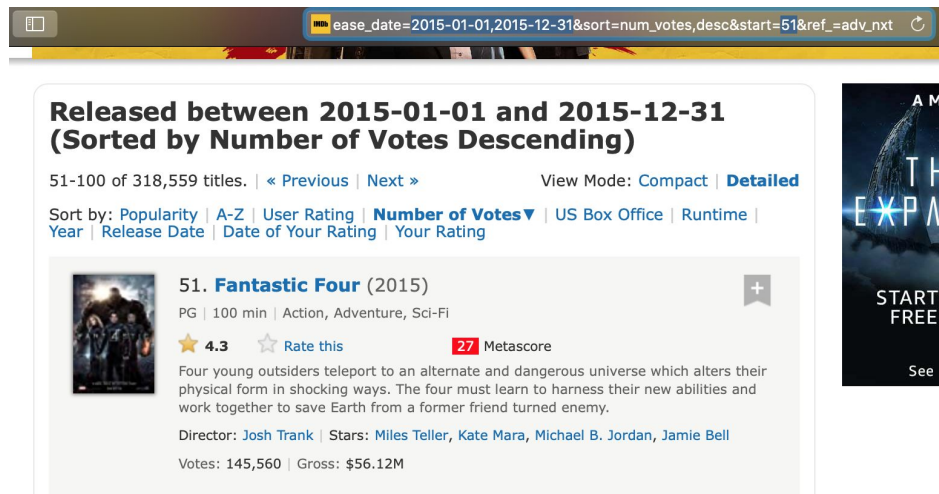 IMDb ease_date=2015-01-01,2015-12-31&sort=num_votes,desc&start=51&ref_=adv_nxt
Released between 2015-01-01 and 2015-12-31
(Sorted by Number of Votes Descending)
51-100 of 318,559 titles. | « Previous | Next » View Mode: Compact | Detailed
Sort by: Popularity | A-Z | User Rating | Number of Votes▼ | US Box Office | Runtime |
Year | Release Date | Date of Your Rating | Your Rating
51. Fantastic Four (2015)
PG | 100 min | Action, Adventure, Sci-Fi
4.3 Rate this 27 Metascore
Four young outsiders teleport to an alternate and dangerous universe which alters their
physical form in shocking ways. The four must learn to harness their new abilities and
work together to save Earth from a former friend turned enemy.
Director: Josh Trank | Stars: Miles Teller, Kate Mara, Michael B. Jordan, Jamie Bell
Votes: 145,560 | Gross: $56.12M
A M
TH
EXPA
START
FREE
See